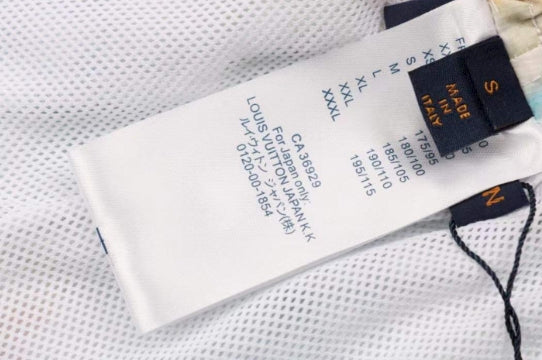 S
MADE
IN
ITALY
XS
S
M 175/95
L 180/100
XL 185/105
XXL 190/110
XXXL 195/115
CA 36929
For Japan only:
LOUIS VUITTON JAPAN K.K
ルイ・ヴィトン ジャパン(株)
0120-00-1854
N